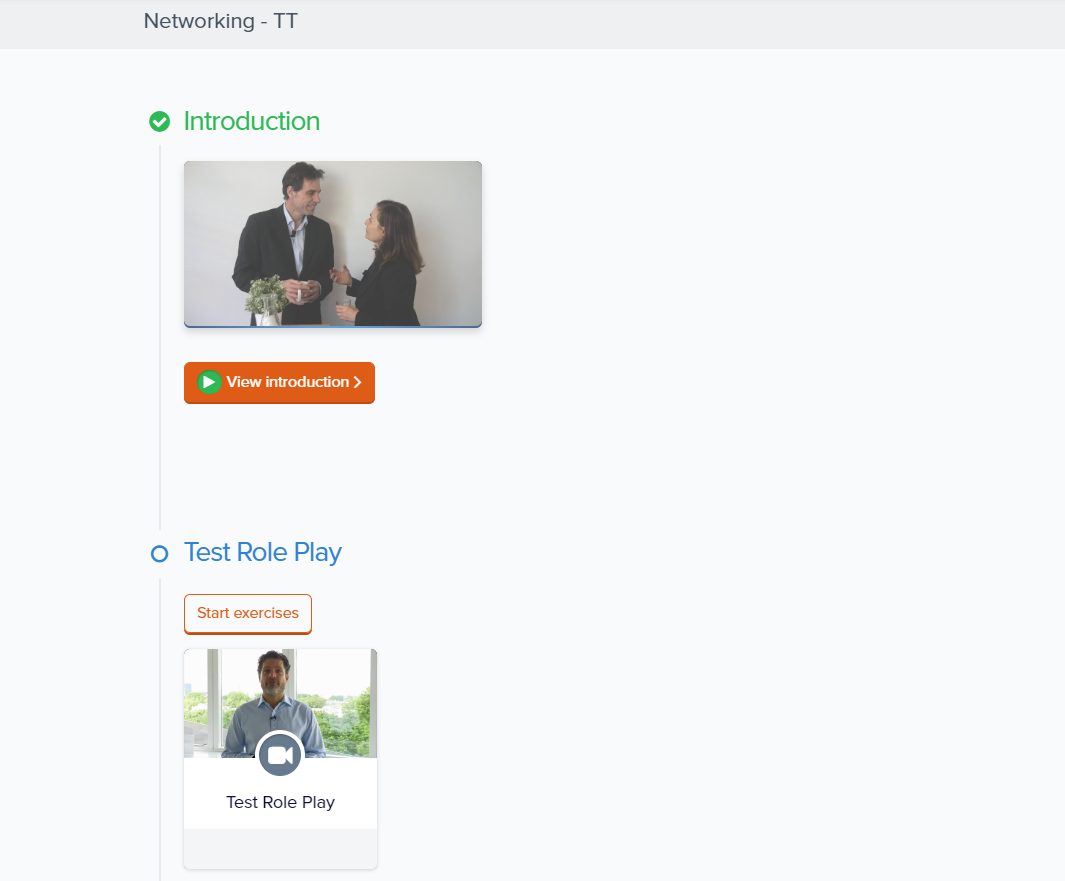 Networking - TT
Introduction
View introduction
Test Role Play
Start exercises
Test Role Play